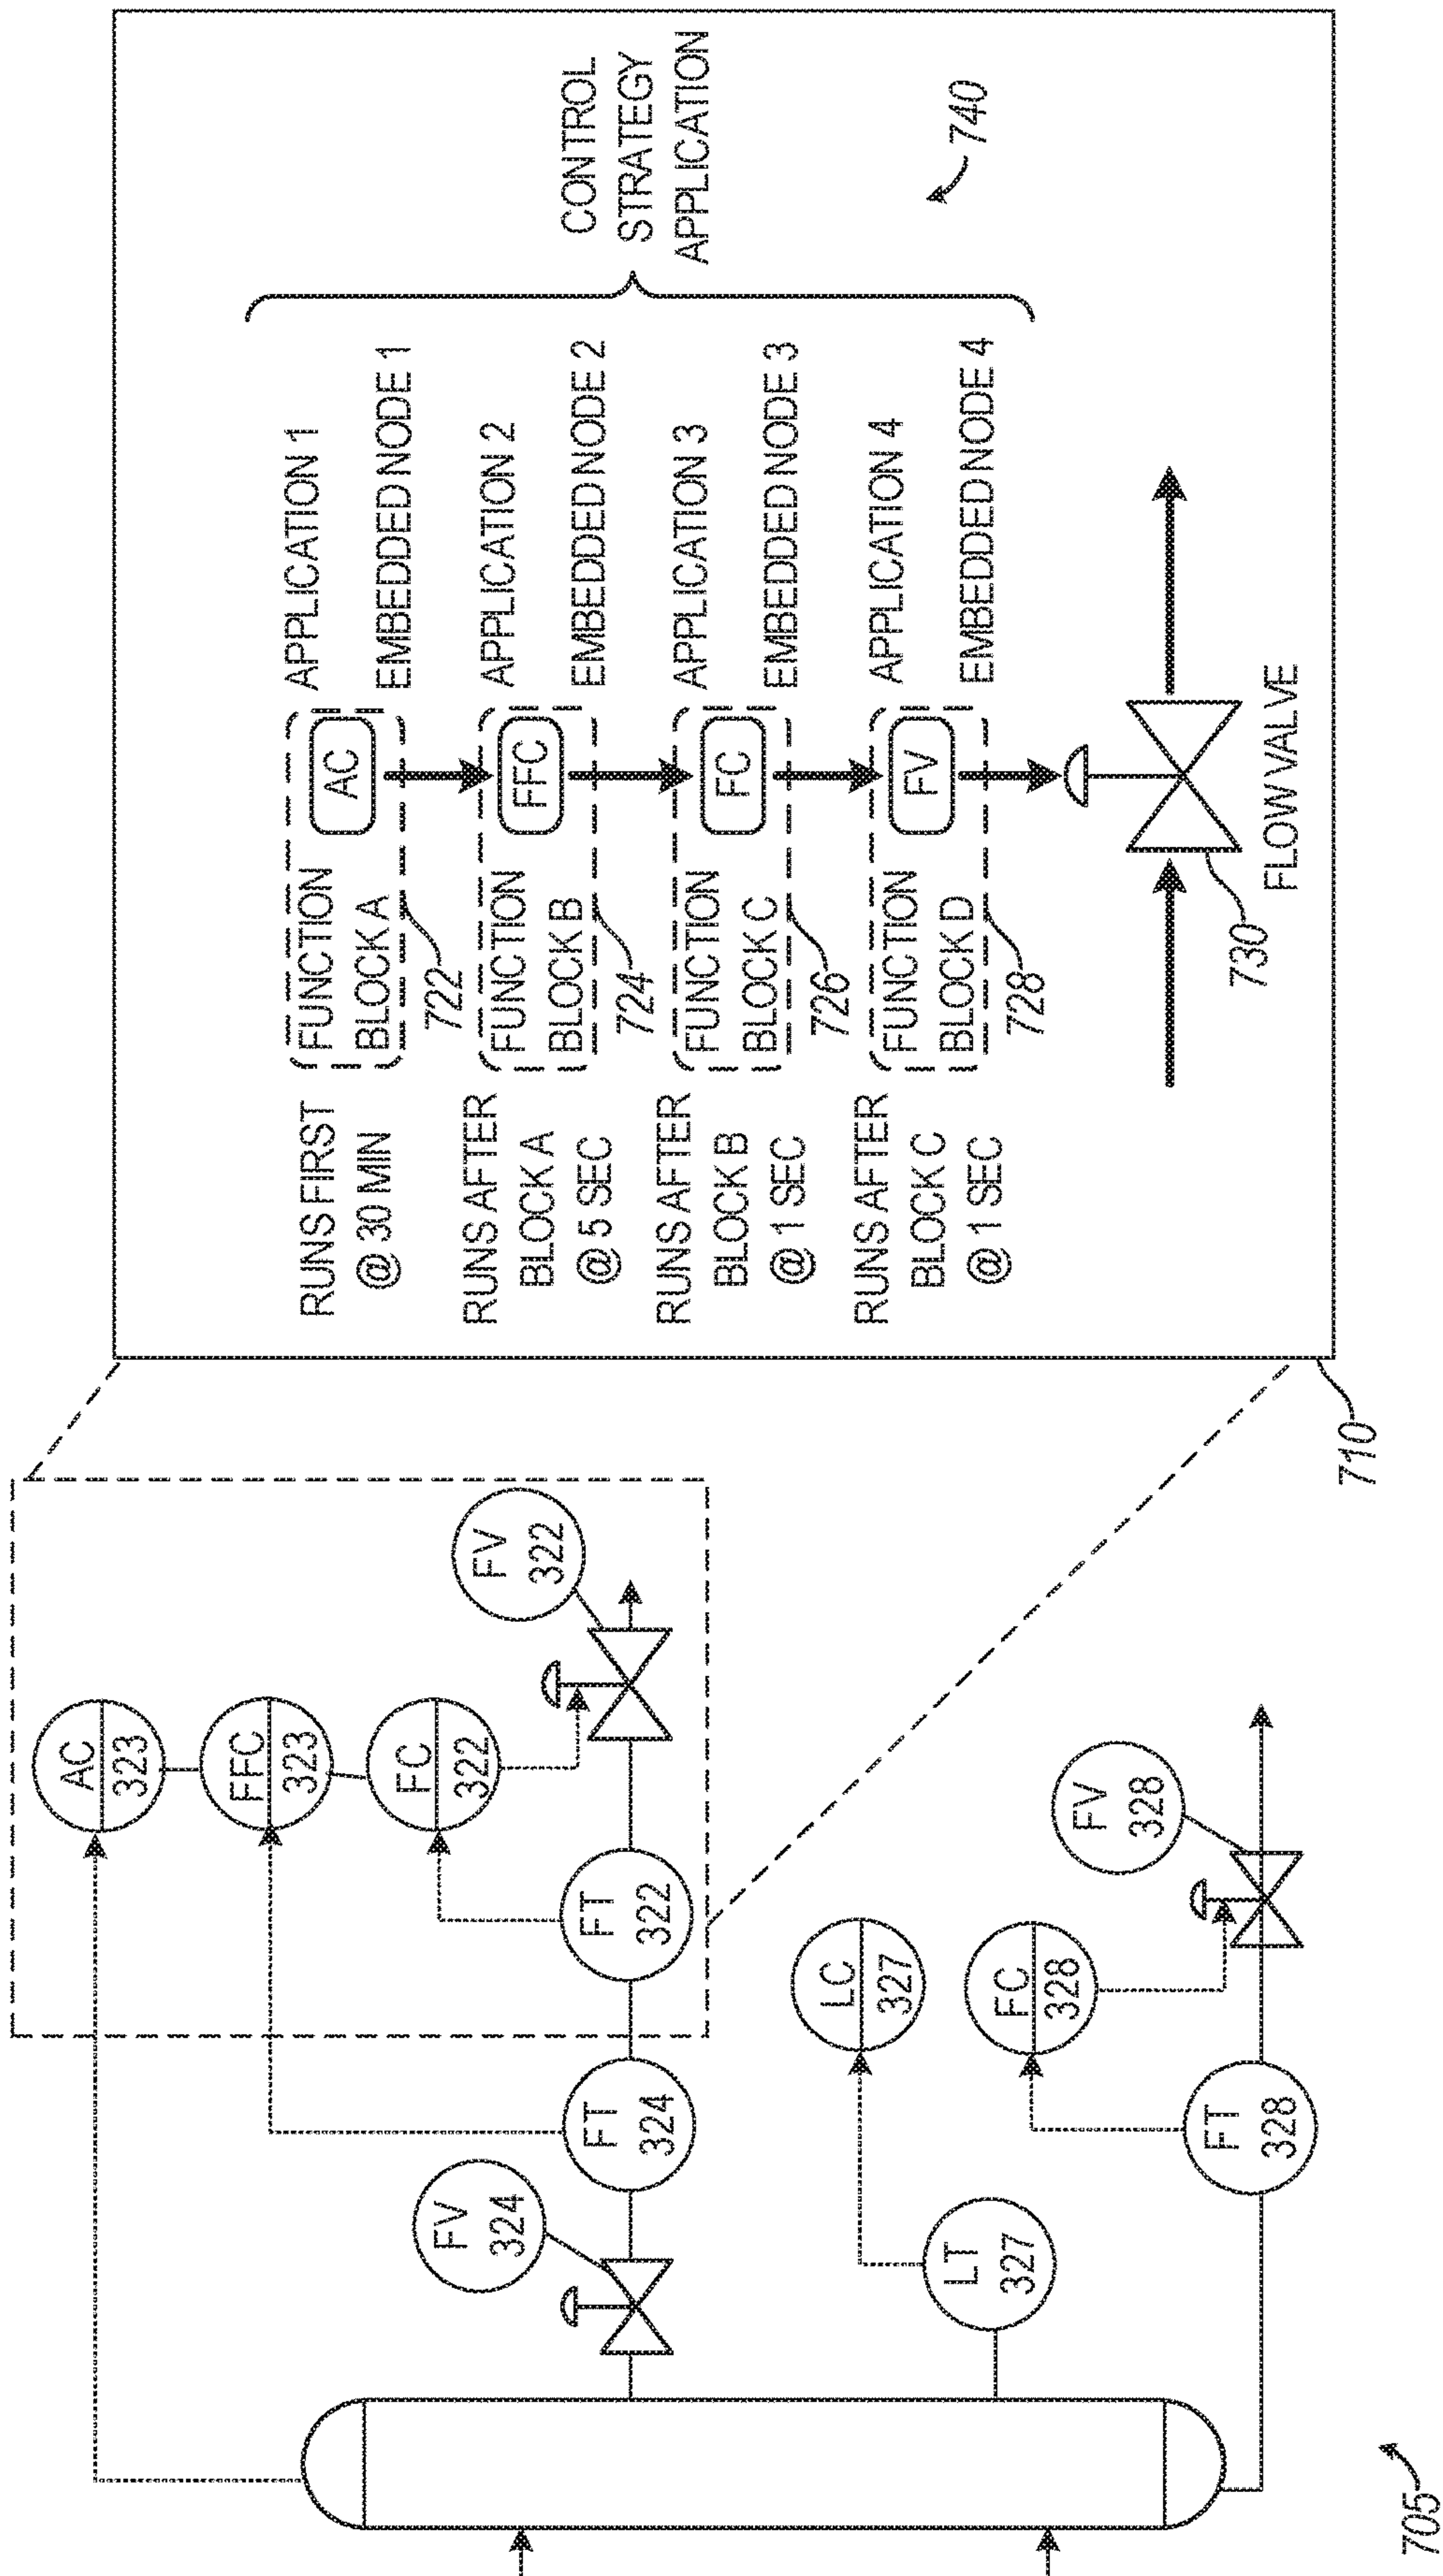 AC
323
FFC
323
FC
322
FV
322
FT
322
FT
324
FV
324
LT
327
LC
327
FC
328
FV
328
FT
328
705
710
RUNS FIRST
@ 30 MIN
FUNCTION
BLOCK A
AC
APPLICATION 1
EMBEDDED NODE 1
722
RUNS AFTER
BLOCK A
@ 5 SEC
FUNCTION
BLOCK B
FFC
APPLICATION 2
EMBEDDED NODE 2
724
RUNS AFTER
BLOCK B
@ 1 SEC
FUNCTION
BLOCK C
FC
APPLICATION 3
EMBEDDED NODE 3
726
RUNS AFTER
BLOCK C
@ 1 SEC
FUNCTION
BLOCK D
FV
APPLICATION 4
EMBEDDED NODE 4
728
730
FLOW VALVE
CONTROL
STRATEGY
APPLICATION
740